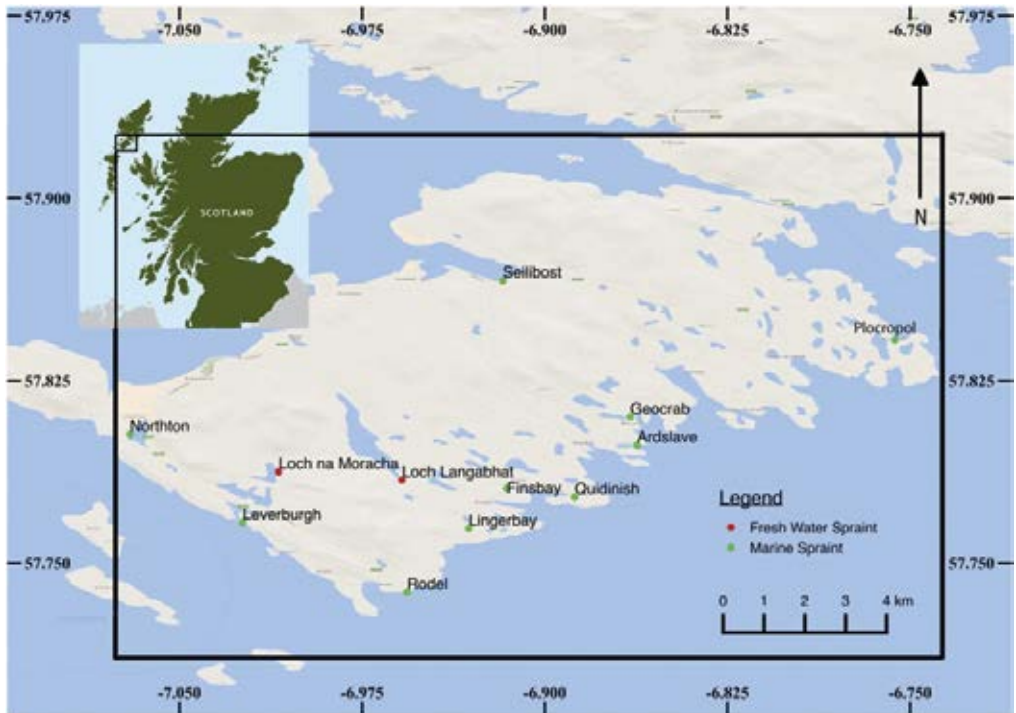 57.975
-7.050
-6.975
-6.900
-6.825
-6.750
57.975
SCOTLAND
57.900
57.900
N
Seilibost
Plocropol
57.825
57.825
Geocrab
Northton
Ardslave
Loch na Moracha
Loch Langabhat
Finsbay
Quidinish
Leverburgh
Lingerbay
Legend
Fresh Water Spraint
Marine Spraint
57.750
57.750
Rodel
0 1 2 3 4 km
-7.050
-6.975
-6.900
-6.825
-6.750